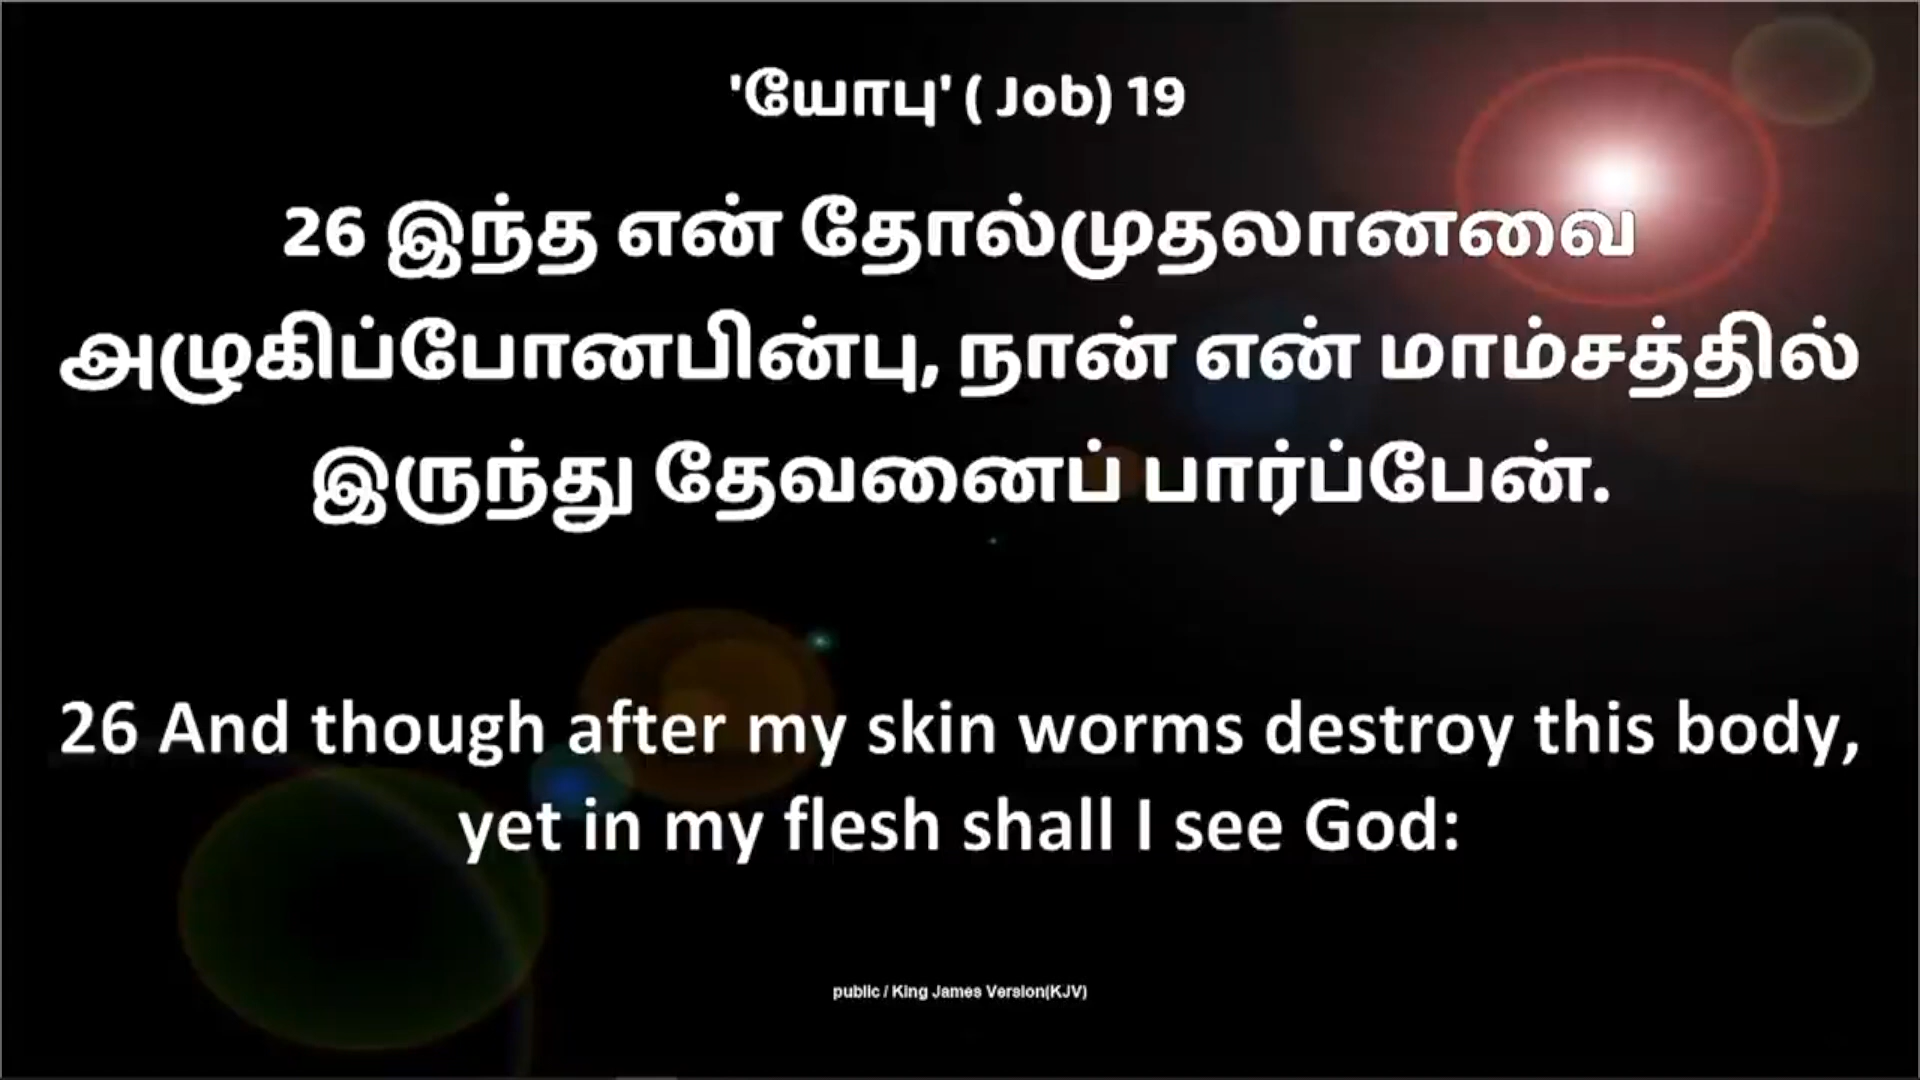 'யோபு' ( Job) 19
26 இந்த என் தோல்முதலானவை
அழுகிப்போனபின்பு, நான் என் மாம்சத்தில்
இருந்து தேவனைப் பார்ப்பேன்.
26 And though after my skin worms destroy this body,
yet in my flesh shall I see God:
public / King James Version(KJV)